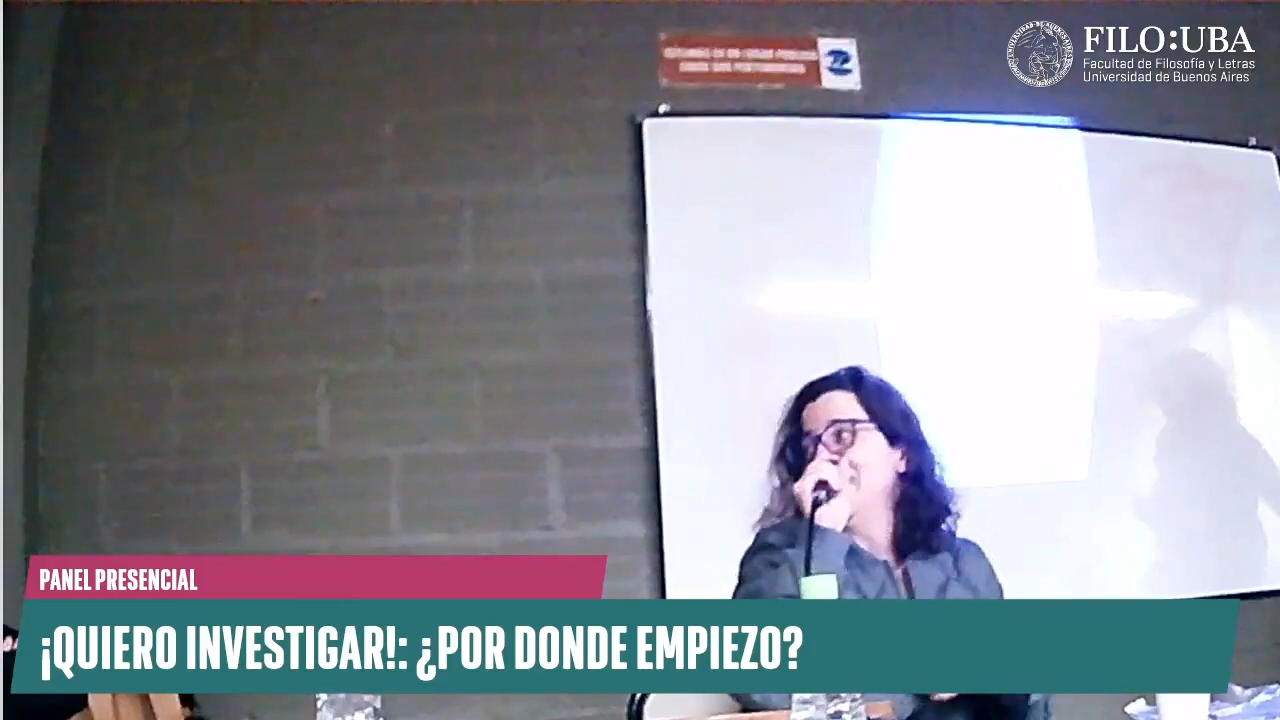 FILO:UBA
Facultad de Filosofía y Letras
Universidad de Buenos Aires
PANEL PRESENCIAL
¡QUIERO INVESTIGAR!: ¿POR DONDE EMPIEZO?